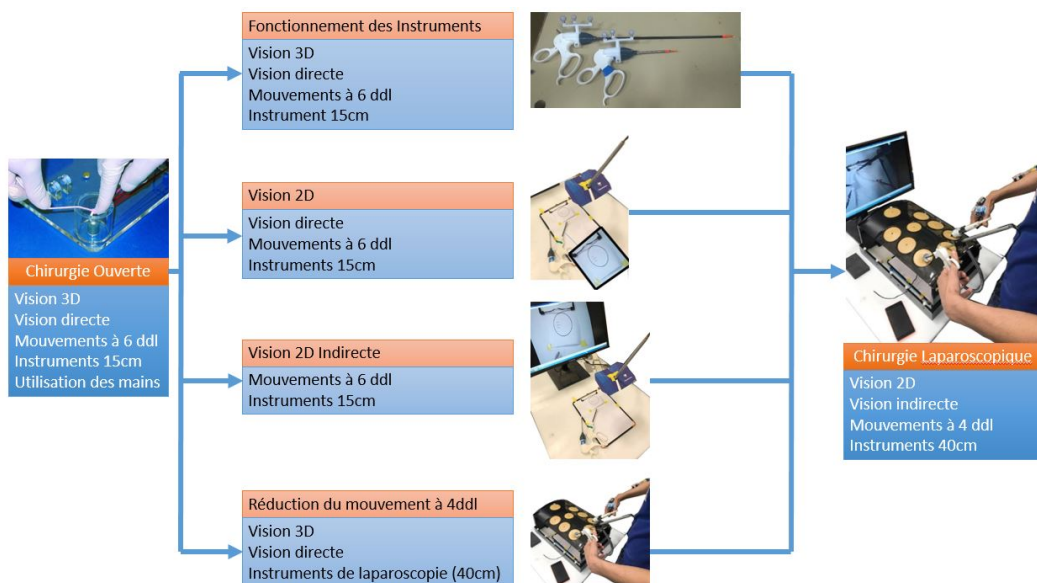 Chirurgie Ouverte
Vision 3D
Vision directe
Mouvements à 6 ddl
Instruments 15cm
Utilisation des mains
Fonctionnement des Instruments
Vision 3D
Vision directe
Mouvements à 6 ddl
Instrument 15cm
Vision 2D
Vision directe
Mouvements à 6 ddl
Instruments 15cm
Vision 2D Indirecte
Mouvements à 6 ddl
Instruments 15cm
Réduction du mouvement à 4ddl
Vision 3D
Vision directe
Instruments de laparoscopie (40cm)
Chirurgie Laparoscopique
Vision 2D
Vision indirecte
Mouvements à 4 ddl
Instruments 40cm